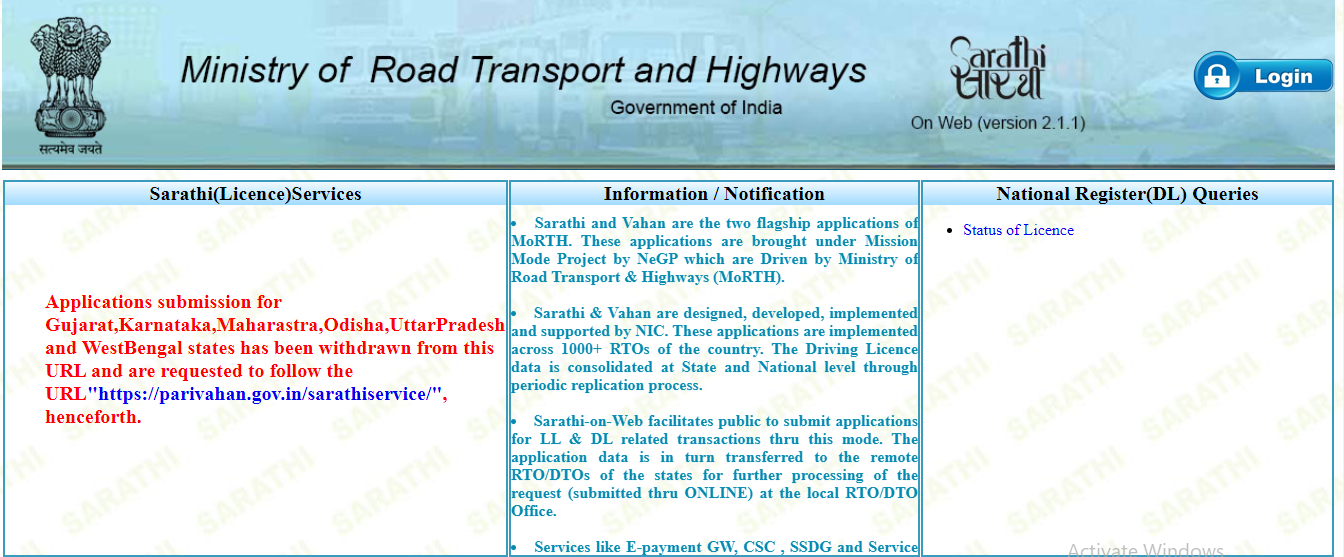 Ministry of Road Transport and Highways
Government of India
सत्यमेव जयते
Sarathi
सारथी
On Web (version 2.1.1)
Login
Sarathi(Licence)Services
Applications submission for
Gujarat,Karnataka,Maharastra,Odisha,UttarPradesh
and WestBengal states has been withdrawn from this
URL and are requested to follow the
URL"https://parivahan.gov.in/sarathiservice/",
henceforth.
Information / Notification
• Sarathi and Vahan are the two flagship applications of
MoRTH. These applications are brought under Mission
Mode Project by NeGP which are Driven by Ministry of
Road Transport & Highways (MoRTH).
• Sarathi & Vahan are designed, developed, implemented
and supported by NIC. These applications are implemented
across 1000+ RTOs of the country. The Driving Licence
data is consolidated at State and National level through
periodic replication process.
• Sarathi-on-Web facilitates public to submit applications
for LL & DL related transactions thru this mode. The
application data is in turn transferred to the remote
RTO/DTOs of the states for further processing of the
request (submitted thru ONLINE) at the local RTO/DTO
Office.
• Services like E-payment GW, CSC , SSDG and Service
National Register(DL) Queries
• Status of Licence
SARATHI
Activate Windows